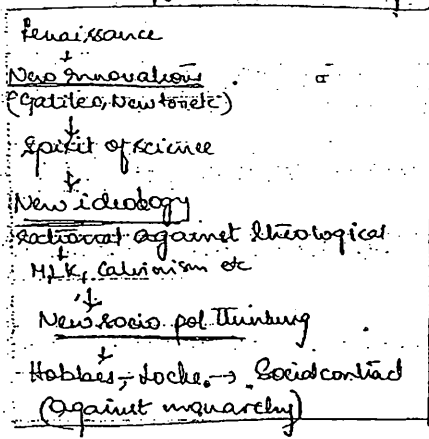 Renaissance
↓
New Innovations
(Galileo, Newton etc)
↓
Spirit of science
↓
New ideology
rational against theological
↓
MLK, Calvinism etc
↓
New socio pol thinking
↓
Hobbes, Locke → Social contract
(Against monarchy)